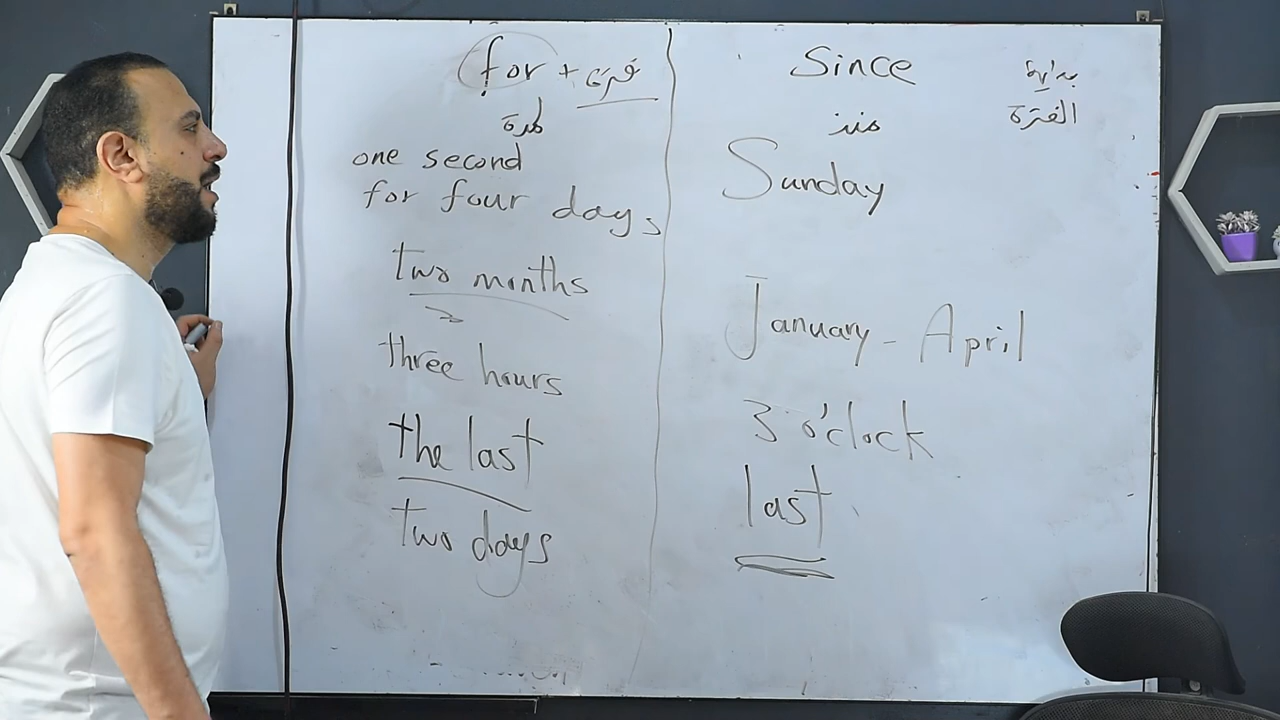 for + فترة
لمدة
one second
for four days
two months
three hours
the last
two days
Since
بداية
الفترة
منذ
Sunday
January - April
3 o'clock
last